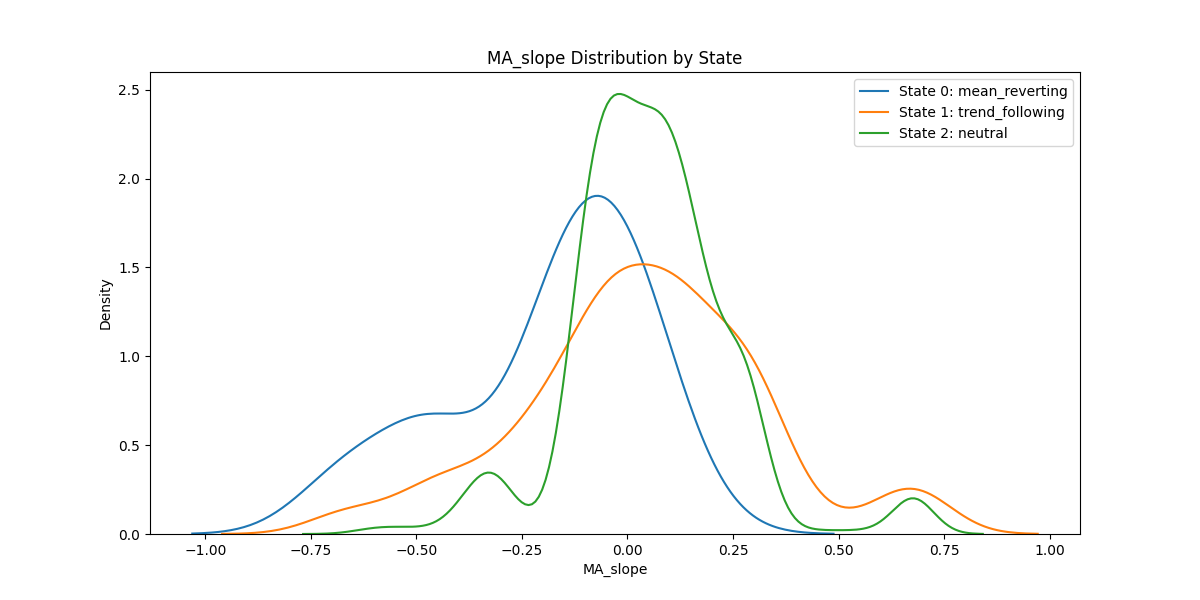 MA_slope Distribution by State
State 0: mean_reverting
State 1: trend_following
State 2: neutral
Density
2.5
2.0
1.5
1.0
0.5
0.0
−1.00 −0.75 −0.50 −0.25 0.00 0.25 0.50 0.75 1.00
MA_slope